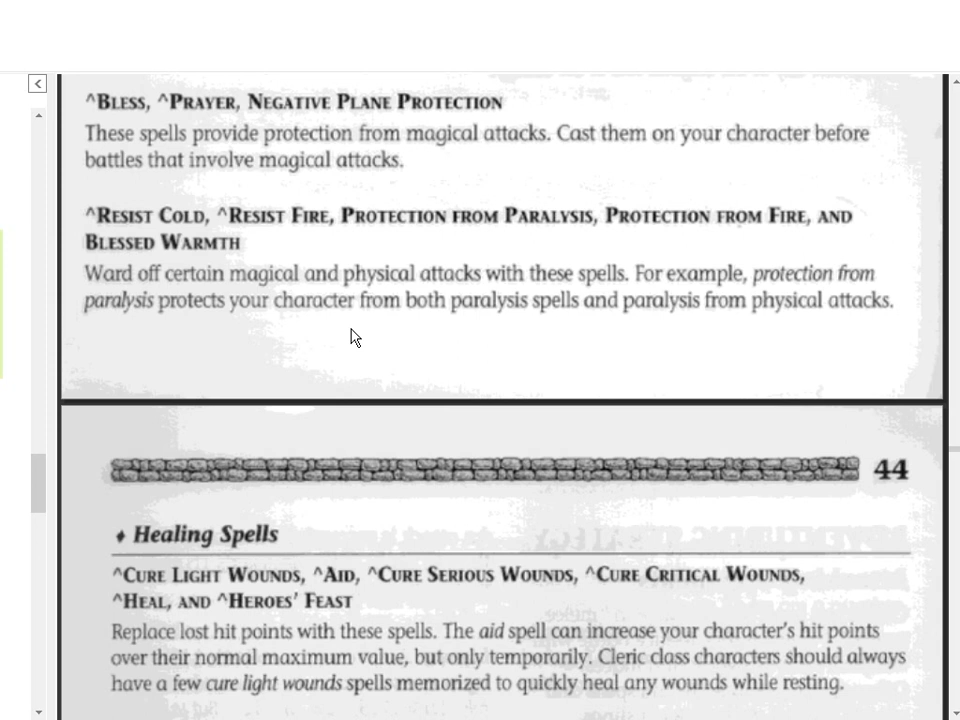 ^BLESS, ^PRAYER, NEGATIVE PLANE PROTECTION
These spells provide protection from magical attacks. Cast them on your character before
battles that involve magical attacks.
^RESIST COLD, ^RESIST FIRE, PROTECTION FROM PARALYSIS, PROTECTION FROM FIRE, AND
BLESSED WARMTH
Ward off certain magical and physical attacks with these spells. For example, protection from
paralysis protects your character from both paralysis spells and paralysis from physical attacks.
44
♦ Healing Spells
^CURE LIGHT WOUNDS, ^AID, ^CURE SERIOUS WOUNDS, ^CURE CRITICAL WOUNDS,
^HEAL, AND ^HEROES' FEAST
Replace lost hit points with these spells. The aid spell can increase your character's hit points
over their normal maximum value, but only temporarily. Cleric class characters should always
have a few cure light wounds spells memorized to quickly heal any wounds while resting.